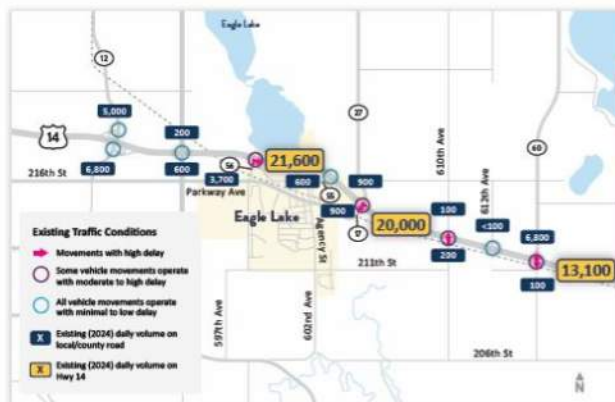 Eagle Lake
12
5,000
14
200
27
610th Ave
60
56
21,600
216th St
6,800
600
3,700
600
55
900
612th Ave
Parkway Ave
900
100
<100
6,800
Eagle Lake
17
20,000
200
13,100
597th Ave
602nd Ave
Agency St
211th St
100
206th St
Existing Traffic Conditions
Movements with high delay
Some vehicle movements operate
with moderate to high delay
All vehicle movements operate
with minimal to low delay
X
Existing (2024) daily volume on
local/county road
X
Existing (2024) daily volume on
Hwy 14
N